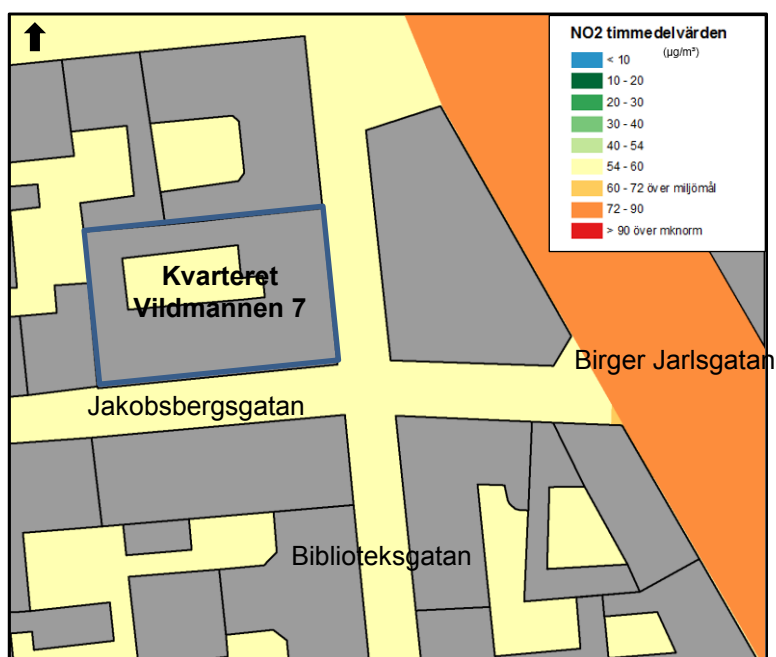 NO2 timmedelvärden
(µg/m³)
< 10
10 - 20
20 - 30
30 - 40
40 - 54
54 - 60
60 - 72 över miljömål
72 - 90
> 90 över mknorm
Kvarteret
Vildmannen 7
Birger Jarlsgatan
Jakobsbergsgatan
Biblioteksgatan